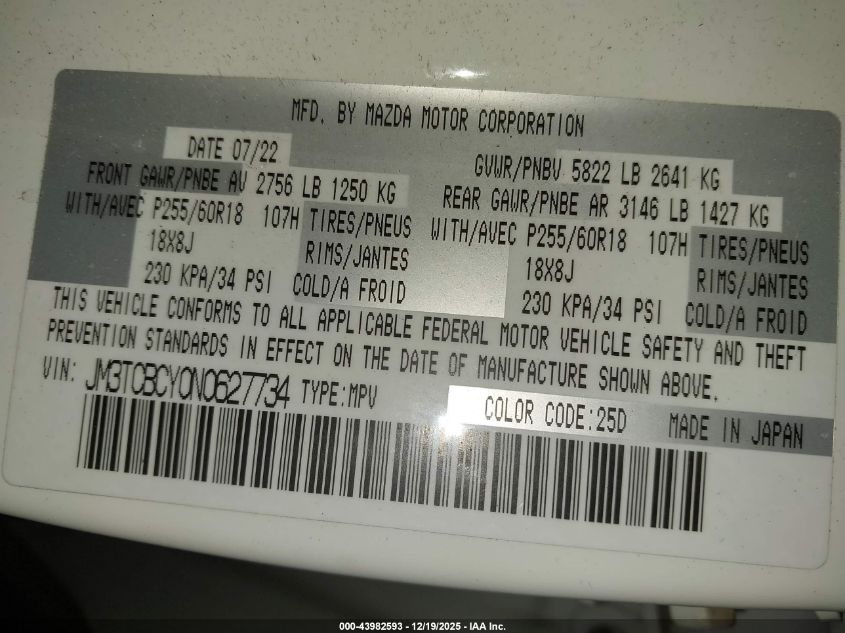 MFD. BY MAZDA MOTOR CORPORATION
DATE 07/22 GVWR/PNBV 5822 LB 2641 KG
FRONT GAWR/PNBE AV 2756 LB 1250 KG REAR GAWR/PNBE AR 3146 LB 1427 KG
WITH/AVEC P255/60R18 107H TIRES/PNEUS WITH/AVEC P255/60R18 107H TIRES/PNEUS
18X8J RIMS/JANTES 18X8J RIMS/JANTES
230 KPA/34 PSI COLD/A FROID 230 KPA/34 PSI COLD/A FROID
THIS VEHICLE CONFORMS TO ALL APPLICABLE FEDERAL MOTOR VEHICLE SAFETY AND THEFT
PREVENTION STANDARDS IN EFFECT ON THE DATE OF MANUFACTURE SHOWN ABOVE.
VIN: JM3TCBCY0N0627734 TYPE:MPV COLOR CODE:25D MADE IN JAPAN
000-43982593 - 12/19/2025 - IAA Inc.